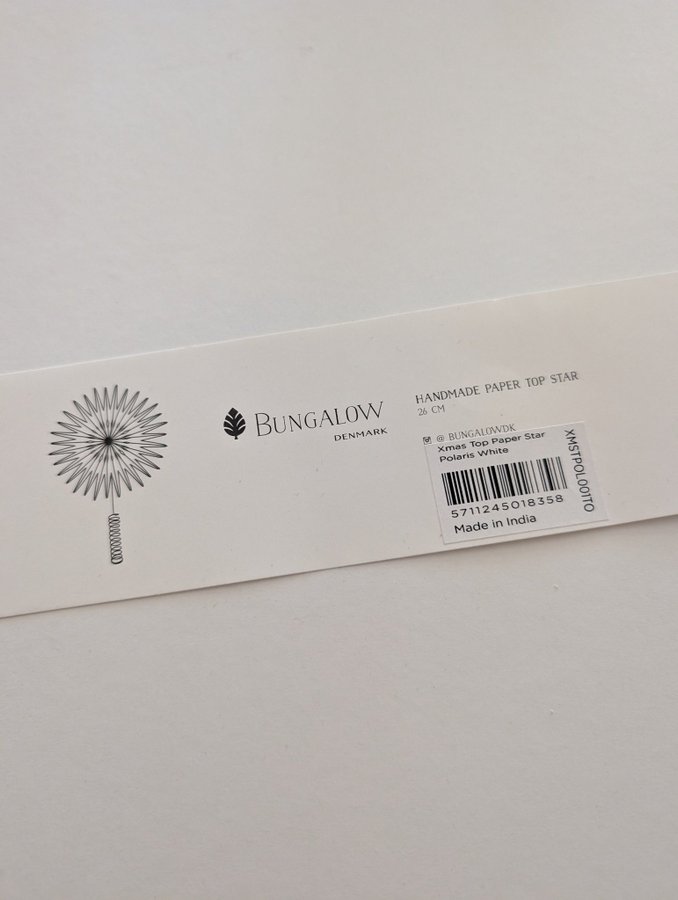 BUNGALOW
DENMARK
HANDMADE PAPER TOP STAR
26 CM
@ BUNGALOWDK
Xmas Top Paper Star
Polaris White
5711245018358
Made in India
XMSTPOL001TO